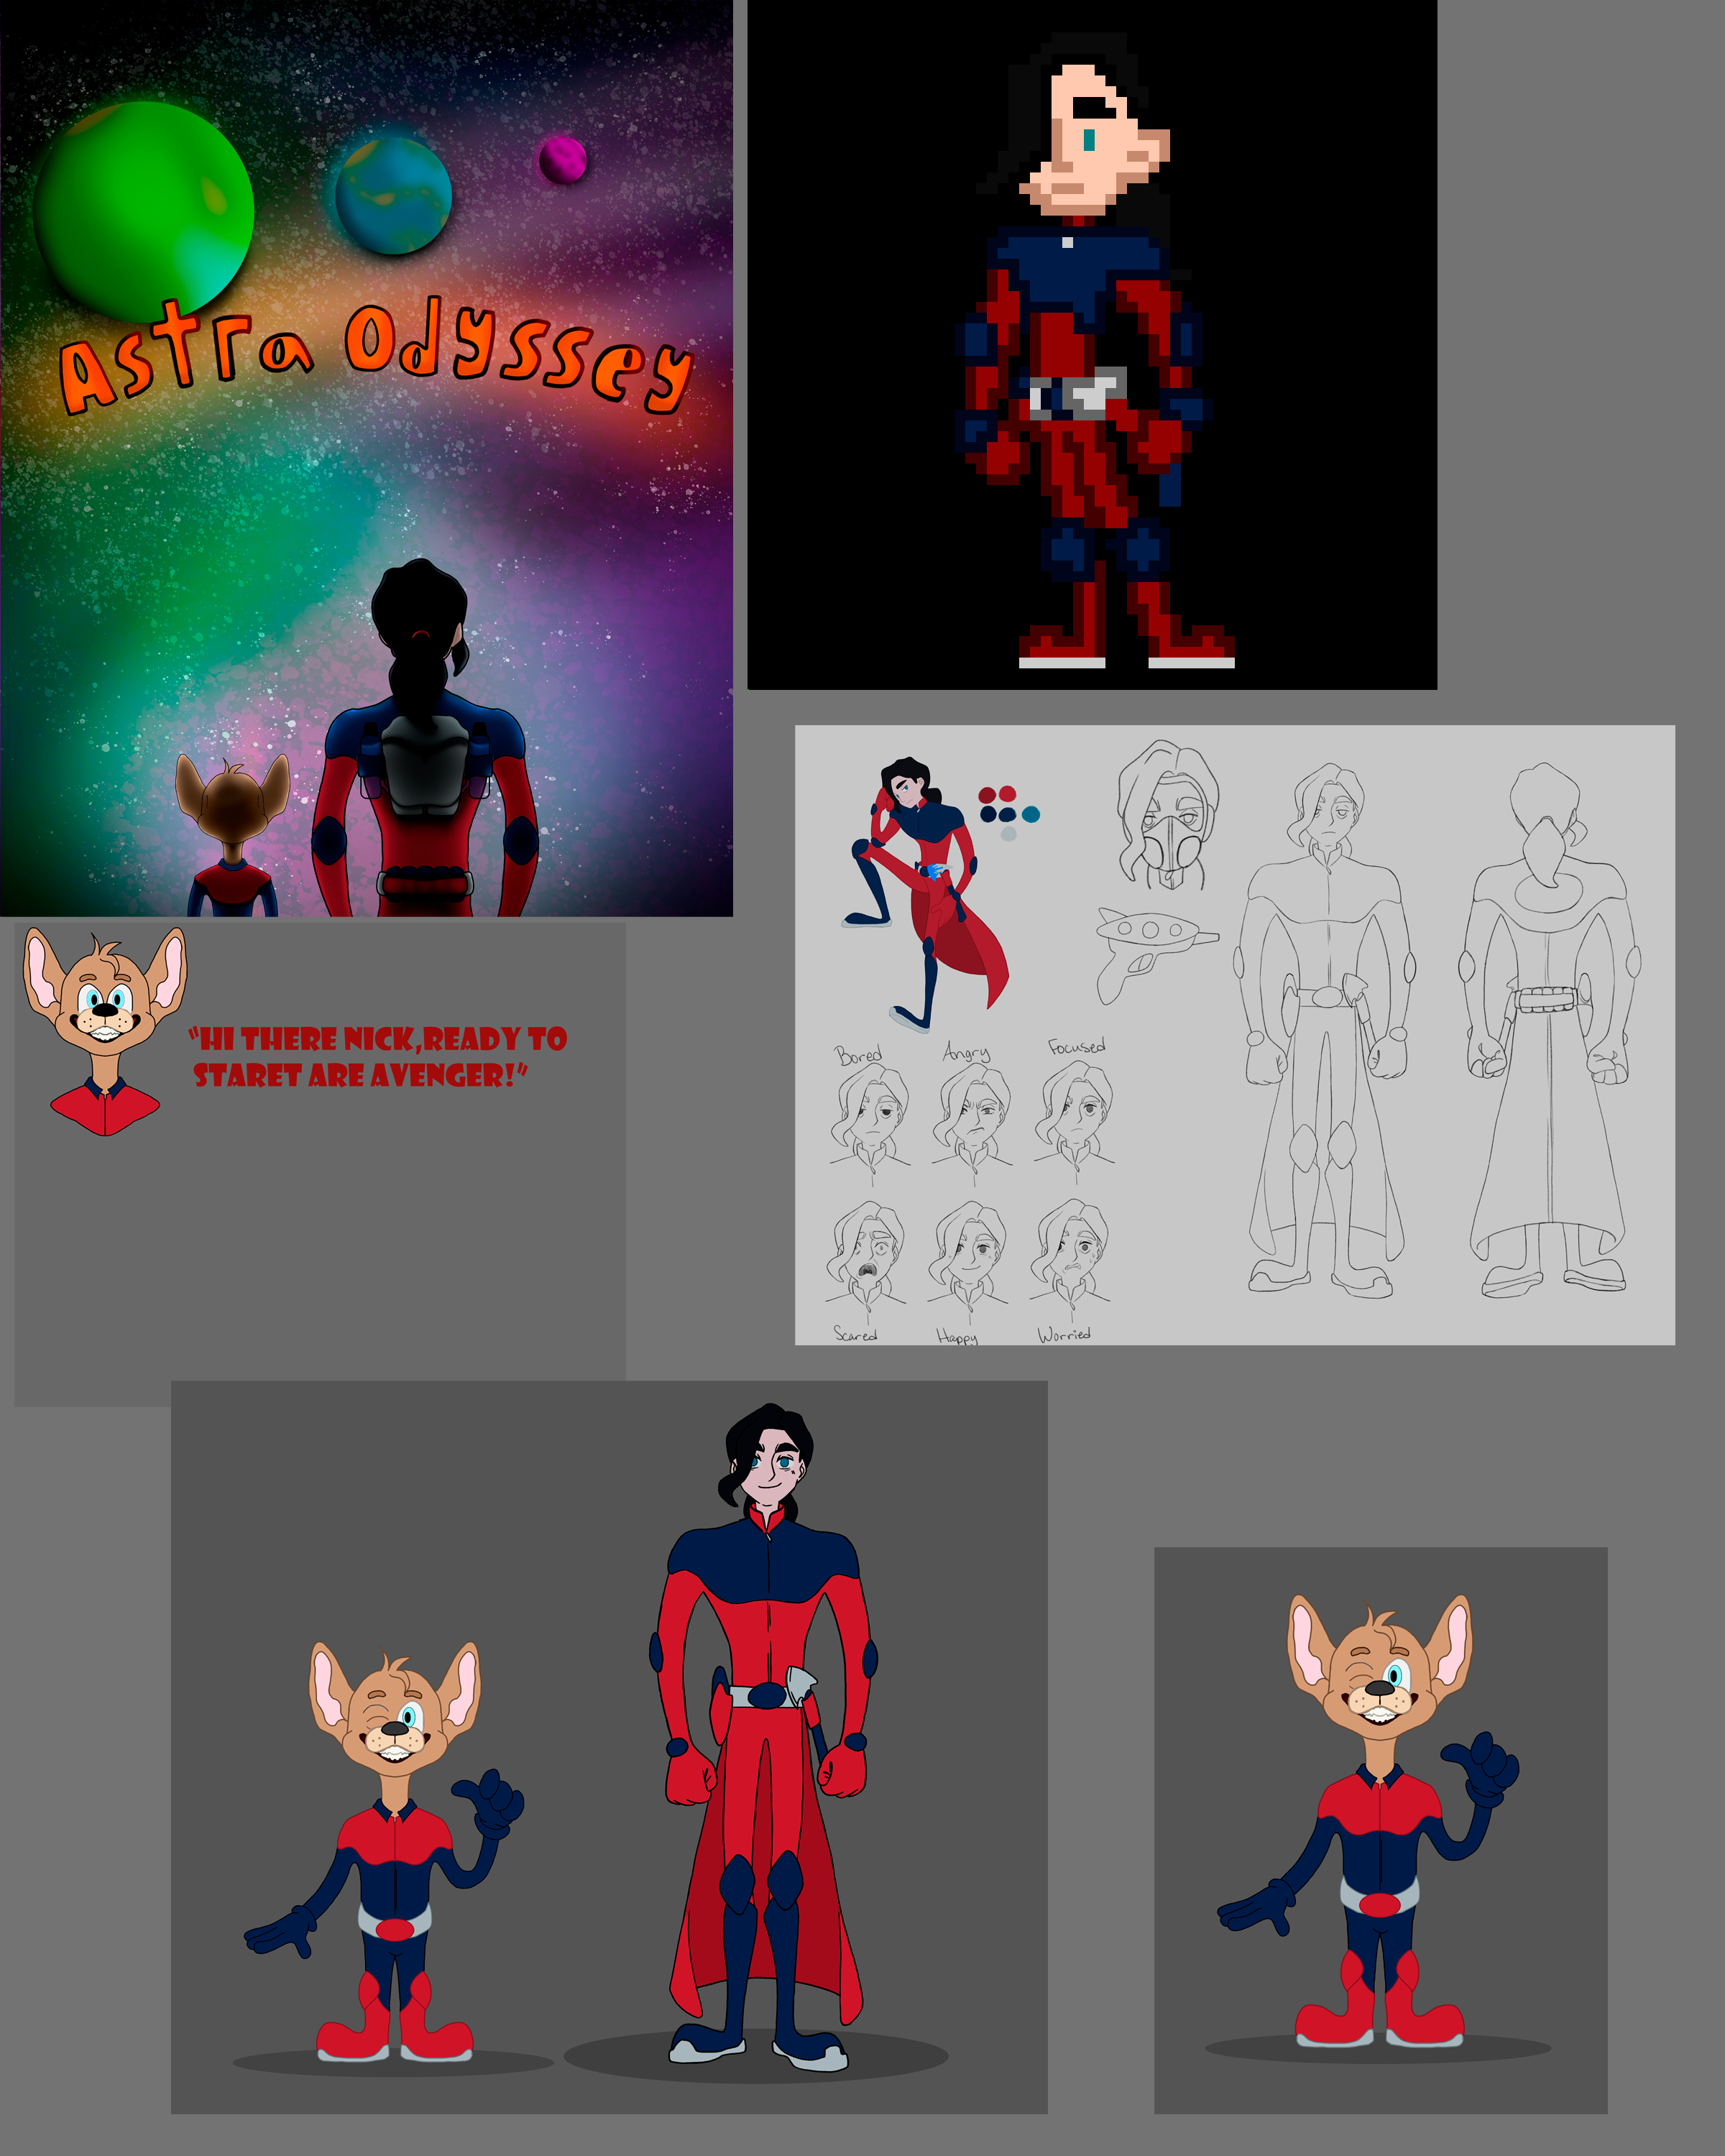 Astra Odyssey
“HI THERE NICK,READY TO
STARET ARE AVENGER!”
Bored Angry Focused
Scared Happy Worried